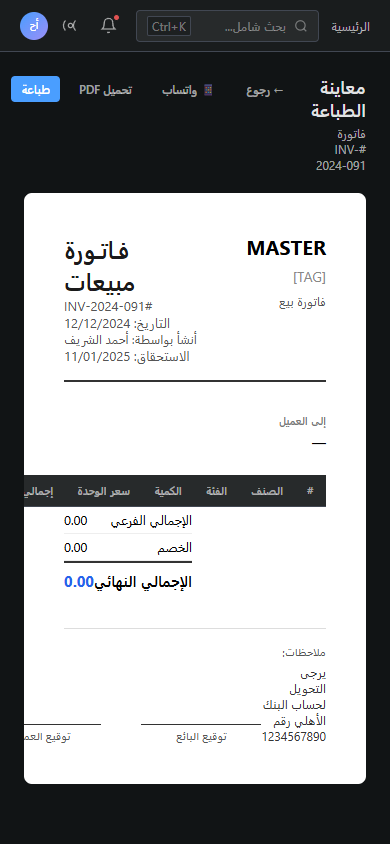 الرئيسية
بحث شامل...
Ctrl+K
أح
معاينة
الطباعة
فاتورة
#INV-
2024-091
← رجوع
واتساب
تحميل PDF
طباعة
MASTER
[TAG]
فاتورة بيع
فاتورة
مبيعات
#INV-2024-091
التاريخ: 12/12/2024
أنشأ بواسطة: أحمد الشريف
الاستحقاق: 11/01/2025
إلى العميل
—
# الصنف الفئة الكمية سعر الوحدة إجمالي
الإجمالي الفرعي 0.00
الخصم 0.00
الإجمالي النهائي 0.00
ملاحظات:
يرجى
التحويل
لحساب البنك
الأهلي رقم
1234567890
توقيع البائع
توقيع العم